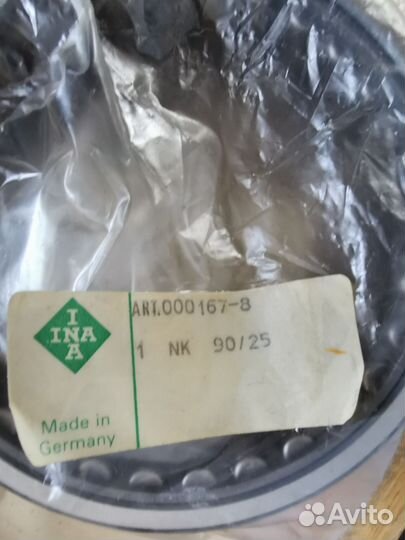 ART.000167-8
1 NK 90/25
I
INA
A
Made in
Germany
Avito